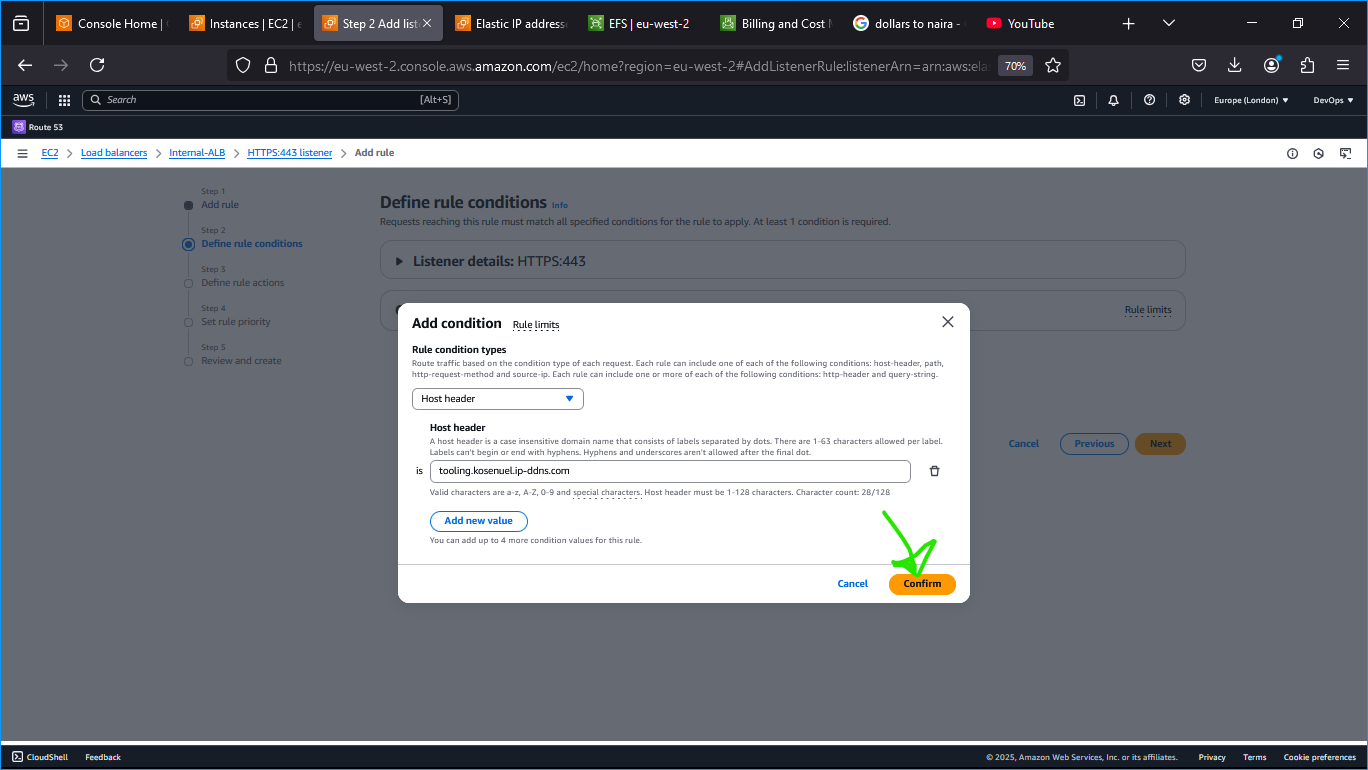 Console Home | 
Instances | EC2 |
Step 2 Add list
Elastic IP addresse
EFS | eu-west-2
Billing and Cost
dollars to naira -
YouTube
https://eu-west-2.console.aws.amazon.com/ec2/home?region=eu-west-2#AddListenerRule:listenerArn=arn:aws:ela
70%
aws
Search
[Alt+S]
Europe (London)
DevOps
Route 53
EC2 > Load balancers > Internal-ALB > HTTPS:443 listener > Add rule
Step 1
Add rule
Step 2
Define rule conditions
Step 3
Define rule actions
Step 4
Set rule priority
Step 5
Review and create
Define rule conditions Info
Requests reaching this rule must match all specified conditions for the rule to apply. At least 1 condition is required.
Listener details: HTTPS:443
Rule limits
Add condition Rule limits
Rule condition types
Route traffic based on the condition type of each request. Each rule can include one of each of the following conditions: host-header, path,
http-request-method and source-ip. Each rule can include one or more of each of the following conditions: http-header and query-string.
Host header
Host header
A host header is a case insensitive domain name that consists of labels separated by dots. There are 1-63 characters allowed per label.
Labels can't begin or end with hyphens. Hyphens and underscores aren't allowed after the final dot.
is tooling.kosenuel.ip-ddns.com
Valid characters are a-z, A-Z, 0-9 and special characters. Host header must be 1-128 characters. Character count: 28/128
Add new value
You can add up to 4 more condition values for this rule.
Cancel Confirm
Cancel Previous Next
CloudShell Feedback
© 2025, Amazon Web Services, Inc. or its affiliates. Privacy Terms Cookie preferences